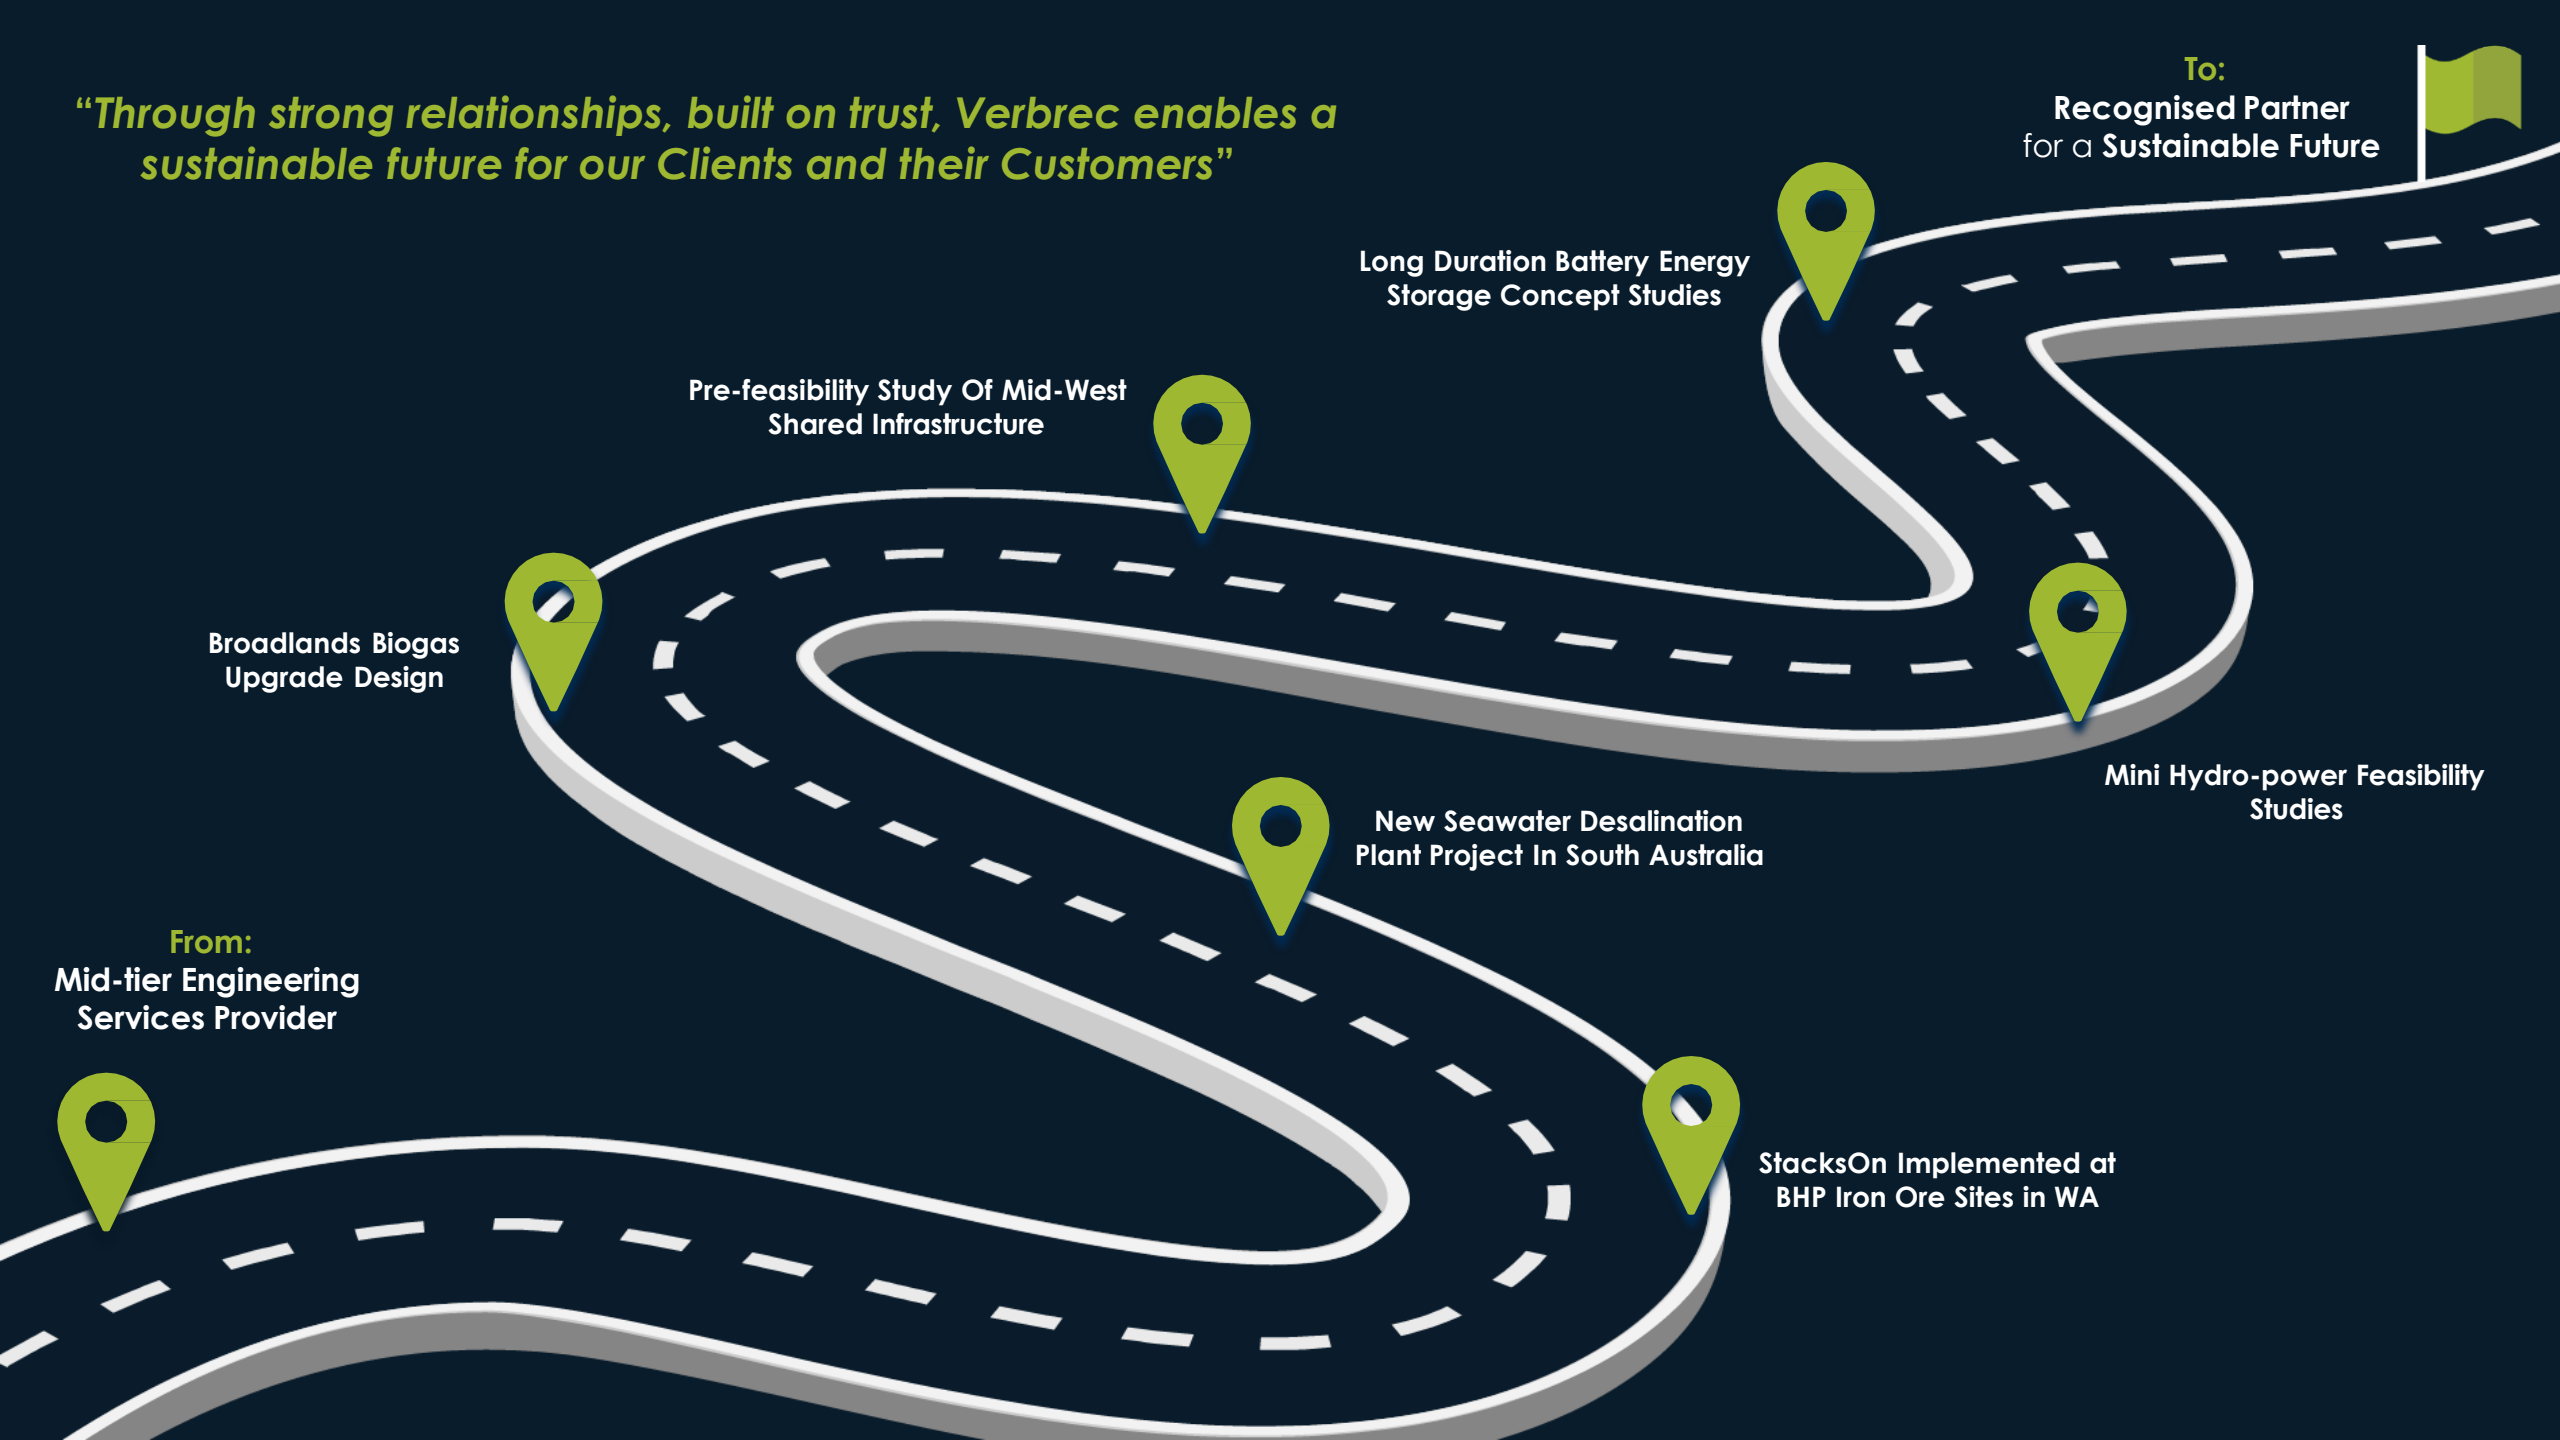 “Through strong relationships, built on trust, Verbrec enables a
sustainable future for our Clients and their Customers”
To:
Recognised Partner
for a Sustainable Future
Long Duration Battery Energy
Storage Concept Studies
Pre-feasibility Study Of Mid-West
Shared Infrastructure
Broadlands Biogas
Upgrade Design
Mini Hydro-power Feasibility
Studies
New Seawater Desalination
Plant Project In South Australia
From:
Mid-tier Engineering
Services Provider
StacksOn Implemented at
BHP Iron Ore Sites in WA